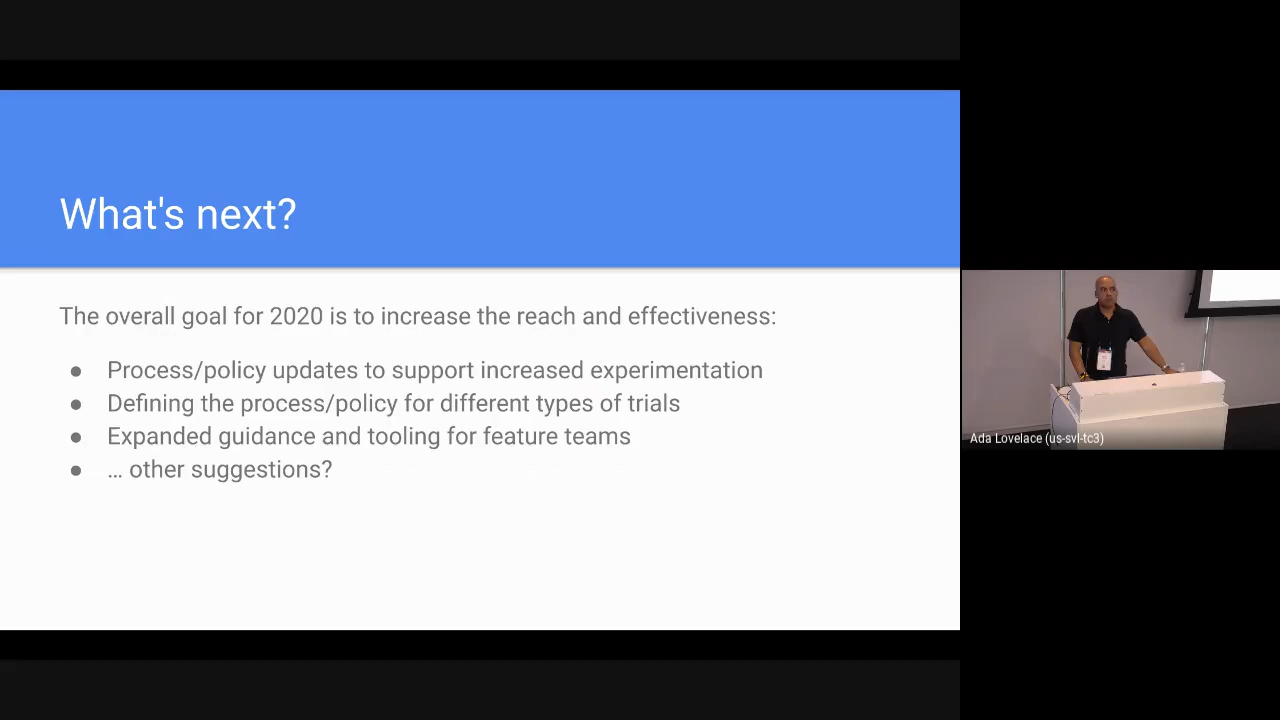 What's next?
The overall goal for 2020 is to increase the reach and effectiveness:
● Process/policy updates to support increased experimentation
● Defining the process/policy for different types of trials
● Expanded guidance and tooling for feature teams
● … other suggestions?
Ada Lovelace (us-svl-tc3)